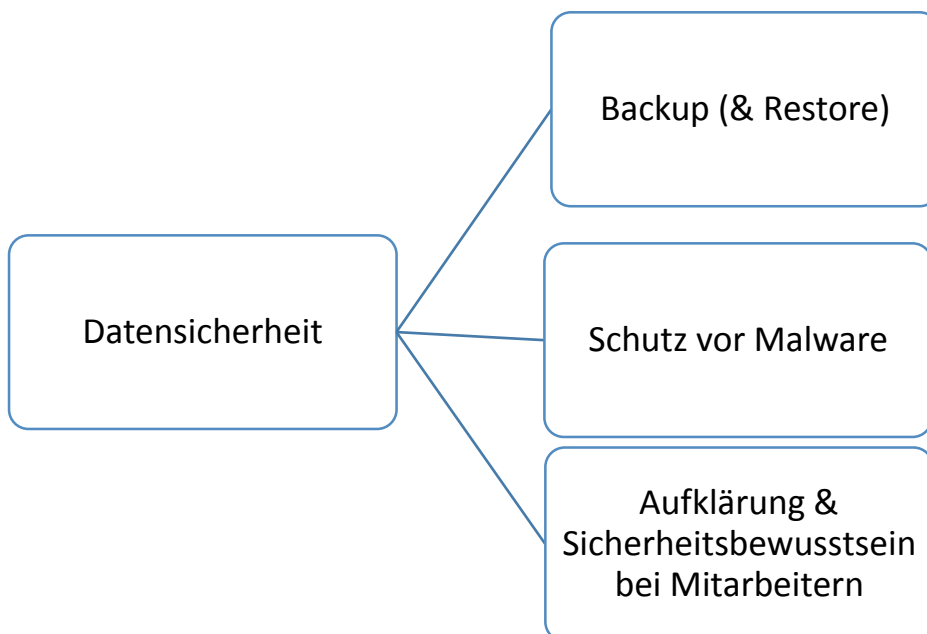 Backup (& Restore)
Datensicherheit
Schutz vor Malware
Aufklärung &
Sicherheitsbewusstsein
bei Mitarbeitern